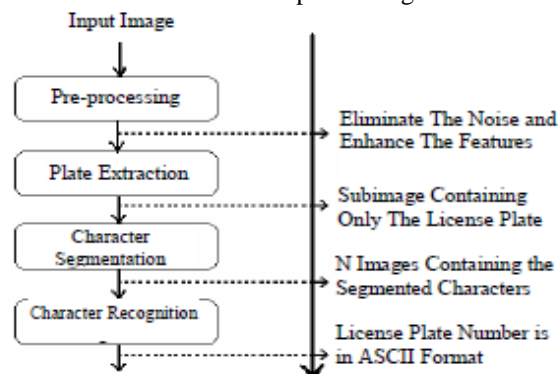 Input Image
Pre-processing
Eliminate The Noise and
Enhance The Features
Plate Extraction
Subimage Containing
Only The License Plate
Character
Segmentation
N Images Containing the
Segmented Characters
Character Recognition
License Plate Number is
in ASCII Format